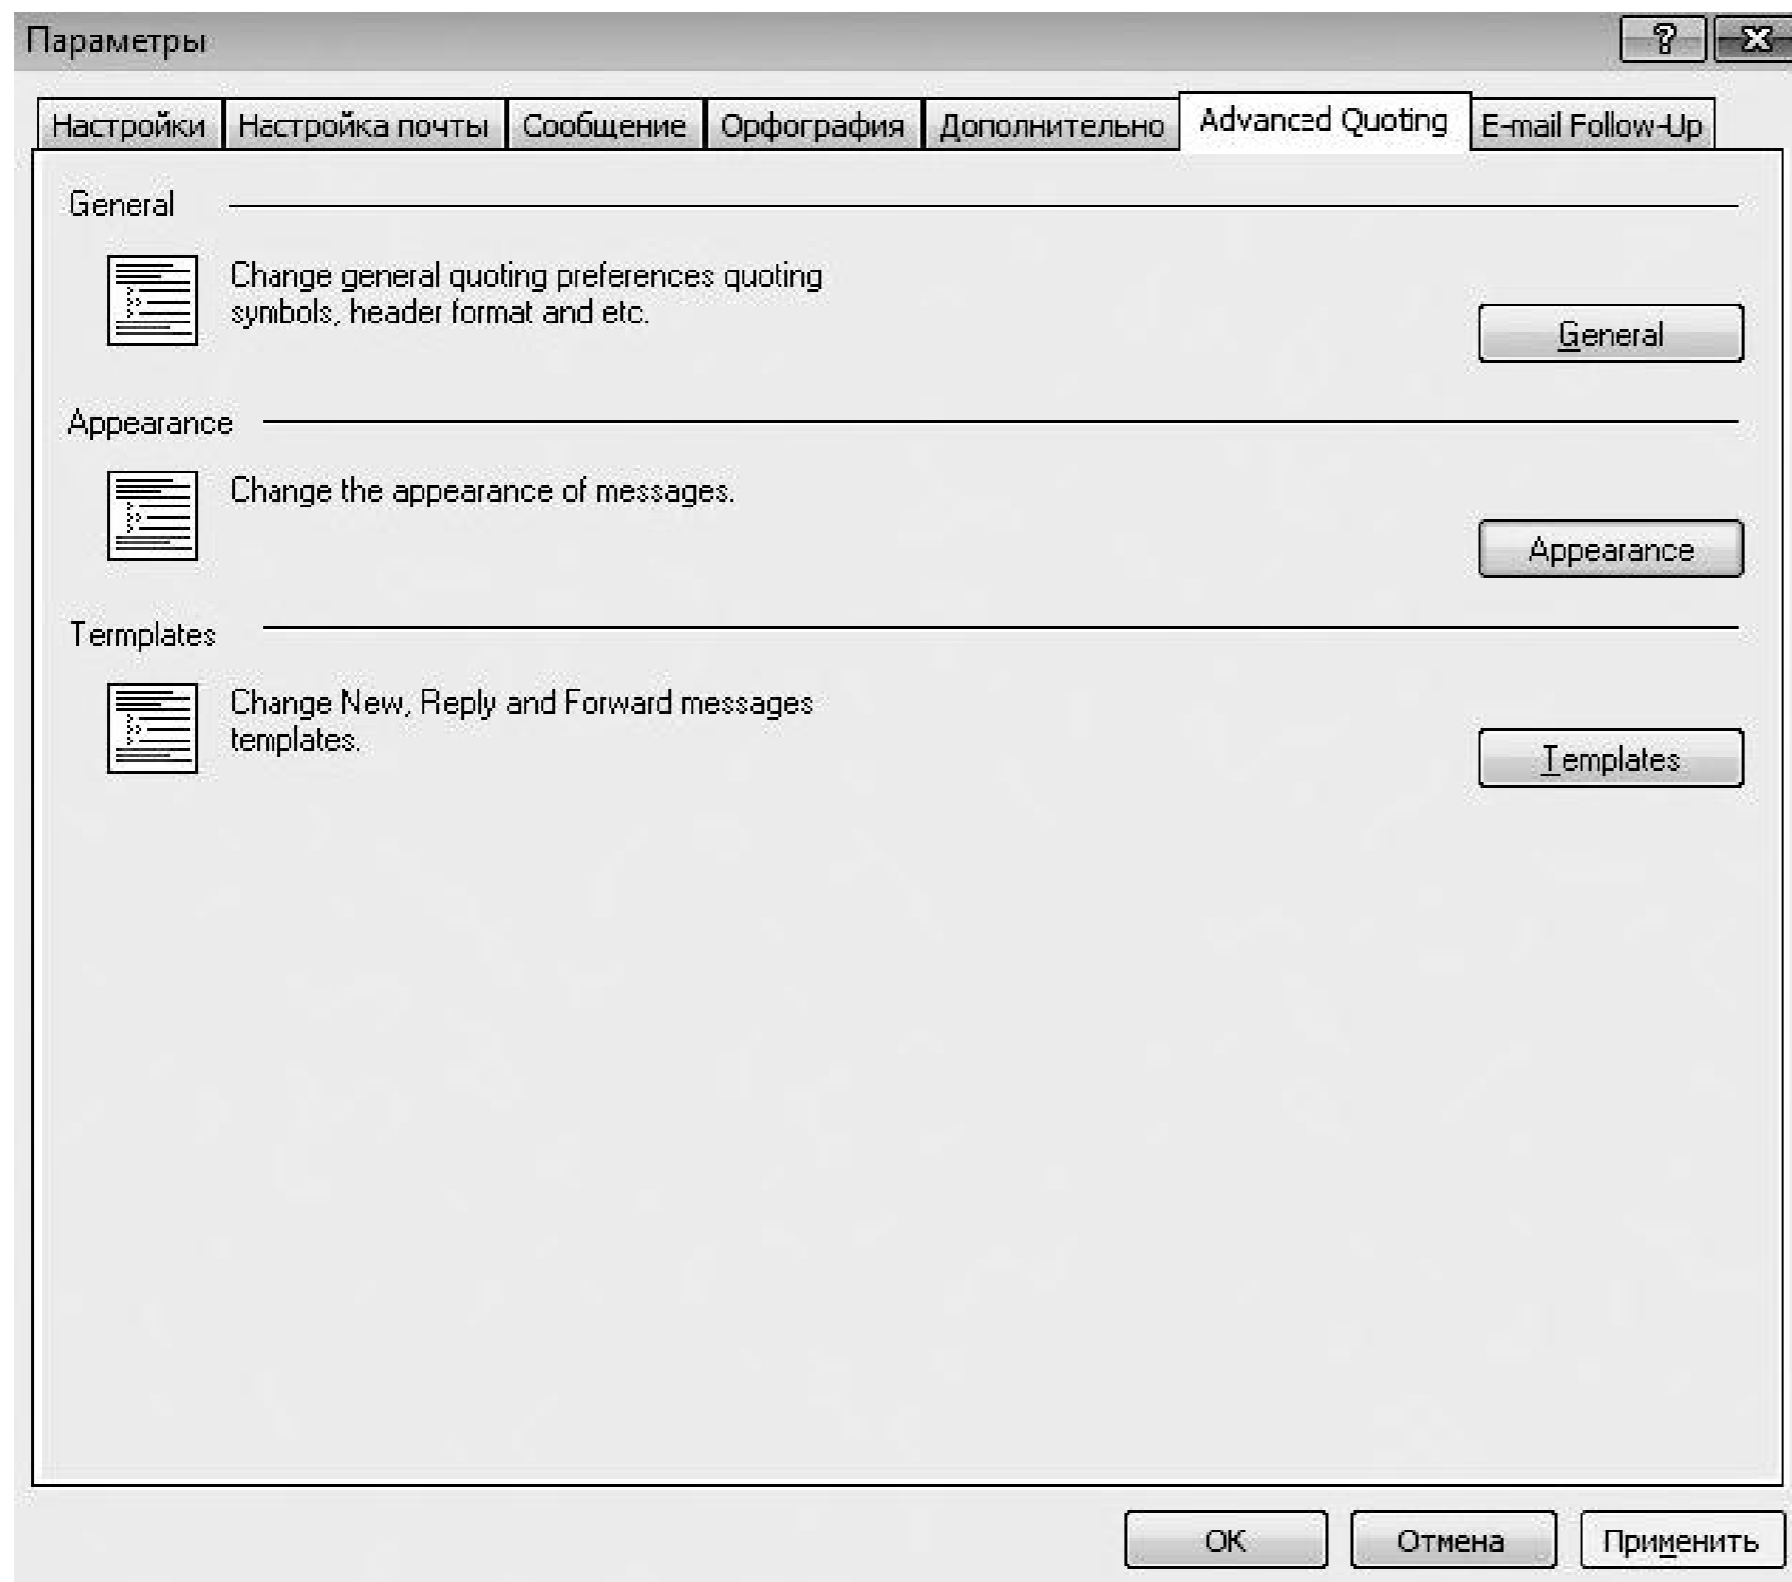 Параметры
Настройки Настройка почты Сообщение Орфография Дополнительно Advanced Quoting E-mail Follow-Up
General
Change general quoting preferences quoting
symbols, header format and etc.
General
Appearance
Change the appearance of messages.
Appearance
Termplates
Change New, Reply and Forward messages
templates.
Templates
OK Отмена Применить